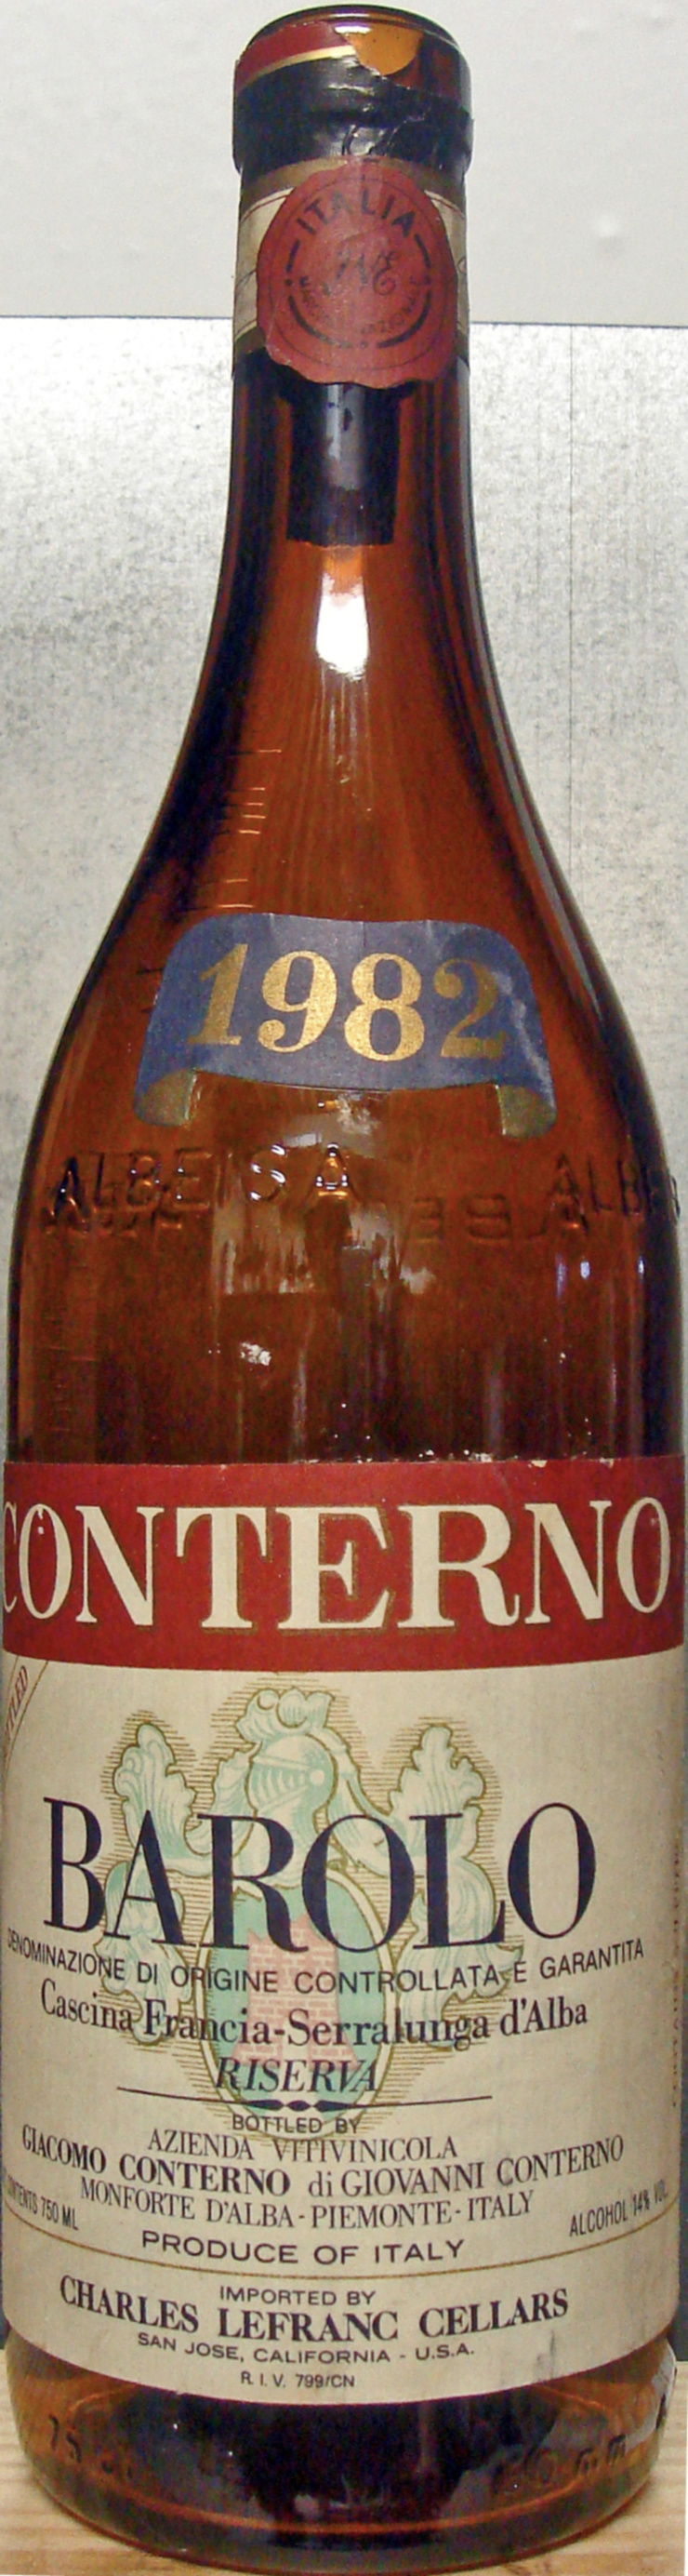 ITALIA
1982
ALBEISA ALBE
CONTERNO
BAROLO
DENOMINAZIONE DI ORIGINE CONTROLLATA E GARANTITA
Cascina Francia-Serralunga d'Alba
RISERVA
BOTTLED BY
AZIENDA VITIVINICOLA
GIACOMO CONTERNO di GIOVANNI CONTERNO
MONFORTE D'ALBA-PIEMONTE-ITALY
CONTENTS 750 ML
ALCOHOL 14% VOL.
PRODUCE OF ITALY
IMPORTED BY
CHARLES LEFRANC CELLARS
SAN JOSE, CALIFORNIA - U.S.A.
R.I.V. 799/CN